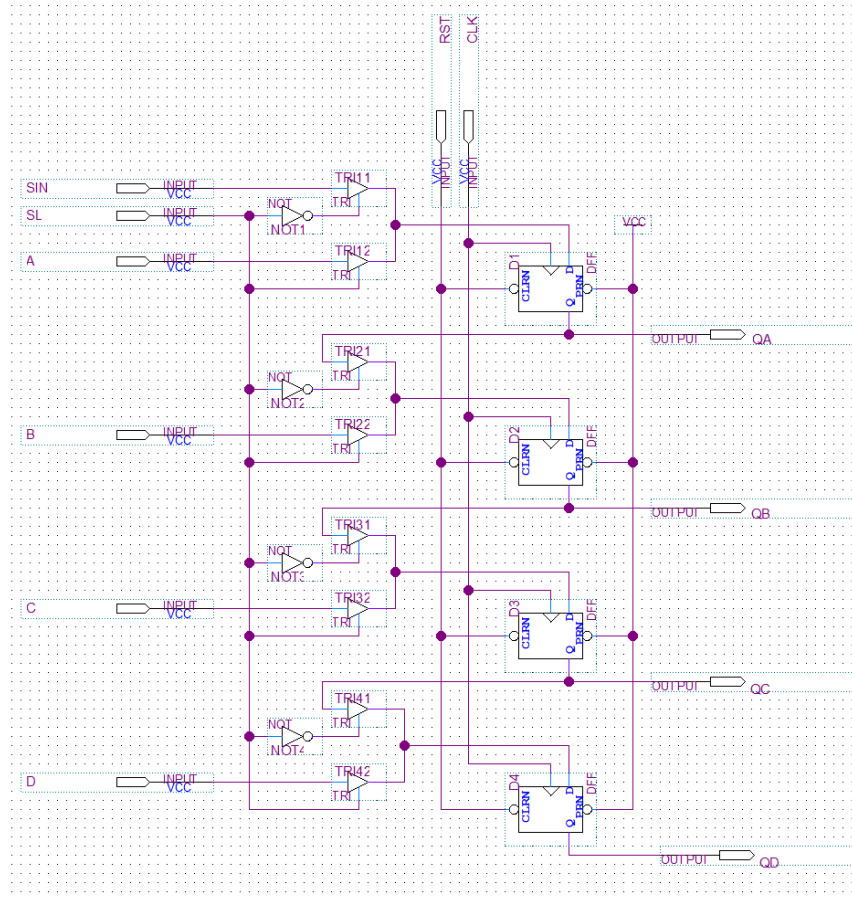 RST
CLK
VCC
INPUT
VCC
INPUT
SIN
INPUT
VCC
TRI11
TRI
SL
INPUT
VCC
NOT
NOT1
VCC
A
INPUT
VCC
TRI12
TRI
D1
CLRN
D
PRN
Q
DFF
OUTPUT
QA
TRI21
TRI
NOT
NOT2
B
INPUT
VCC
TRI22
TRI
D2
CLRN
D
PRN
Q
DFF
OUTPUT
QB
TRI31
TRI
NOT
NOT3
C
INPUT
VCC
TRI32
TRI
D3
CLRN
D
PRN
Q
DFF
OUTPUT
QC
TRI41
TRI
NOT
NOT4
D
INPUT
VCC
TRI42
TRI
D4
CLRN
D
PRN
Q
DFF
OUTPUT
QD